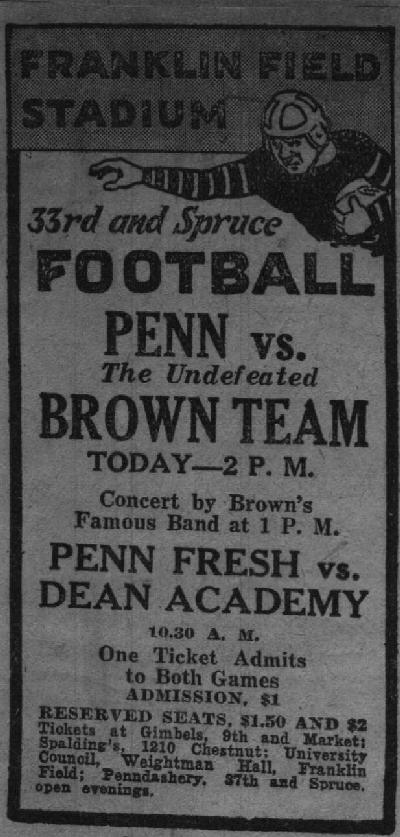 FRANKLIN FIELD
STADIUM
33rd and Spruce
FOOTBALL
PENN vs.
The Undefeated
BROWN TEAM
TODAY—2 P. M.
Concert by Brown's
Famous Band at 1 P. M.
PENN FRESH vs.
DEAN ACADEMY
10.30 A. M.
One Ticket Admits
to Both Games
ADMISSION, $1
RESERVED SEATS, $1.50 AND $2
Tickets at Gimbels, 9th and Market;
Spalding's, 1210 Chestnut; University
Council, Weightman Hall, Franklin
Field; Penndashery, 37th and Spruce,
open evenings.